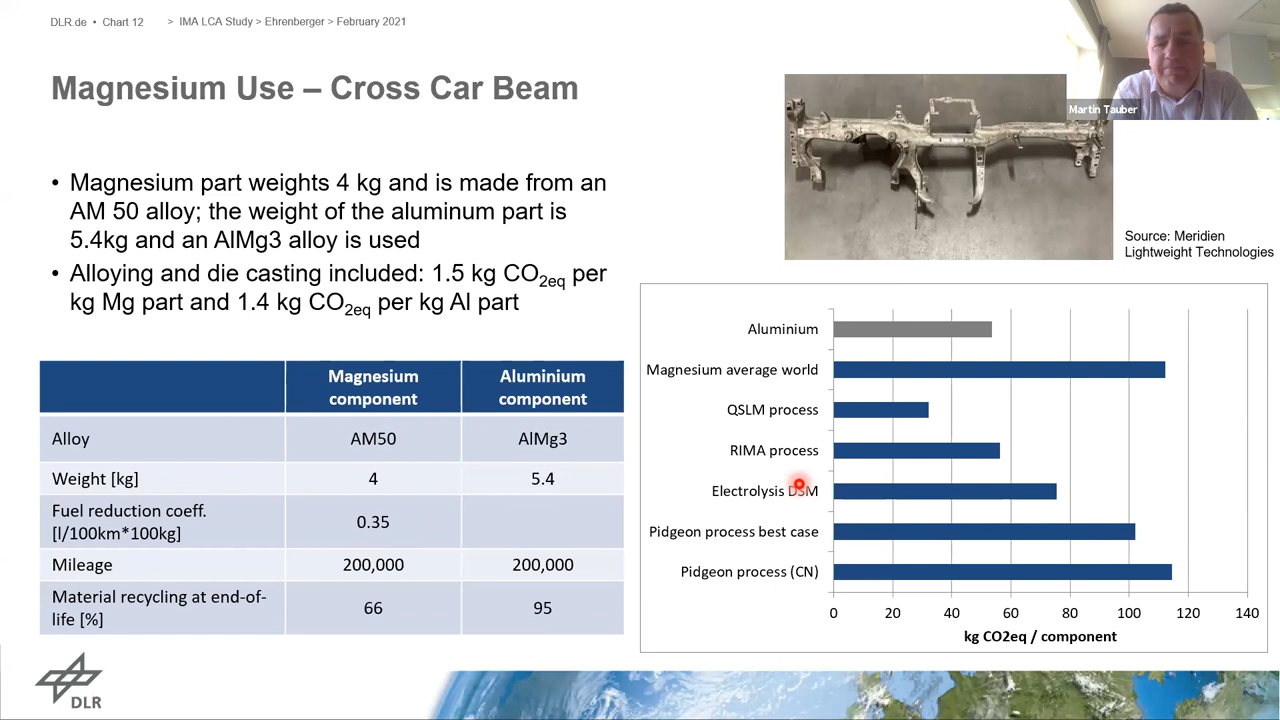 DLR.de • Chart 12 > IMA LCA Study > Ehrenberger > February 2021
Magnesium Use – Cross Car Beam
Martin Tauber
• Magnesium part weights 4 kg and is made from an
AM 50 alloy; the weight of the aluminum part is
5.4kg and an AlMg3 alloy is used
• Alloying and die casting included: 1.5 kg CO2eq per
kg Mg part and 1.4 kg CO2eq per kg Al part
Source: Meridien
Lightweight Technologies
Magnesium
component
Aluminium
component
Alloy AM50 AlMg3
Weight [kg] 4 5.4
Fuel reduction coeff.
[l/100km*100kg]
0.35
Mileage 200,000 200,000
Material recycling at end-of-
life [%]
66 95
Aluminium
Magnesium average world
QSLM process
RIMA process
Electrolysis DSM
Pidgeon process best case
Pidgeon process (CN)
0 20 40 60 80 100 120 140
kg CO2eq / component
DLR